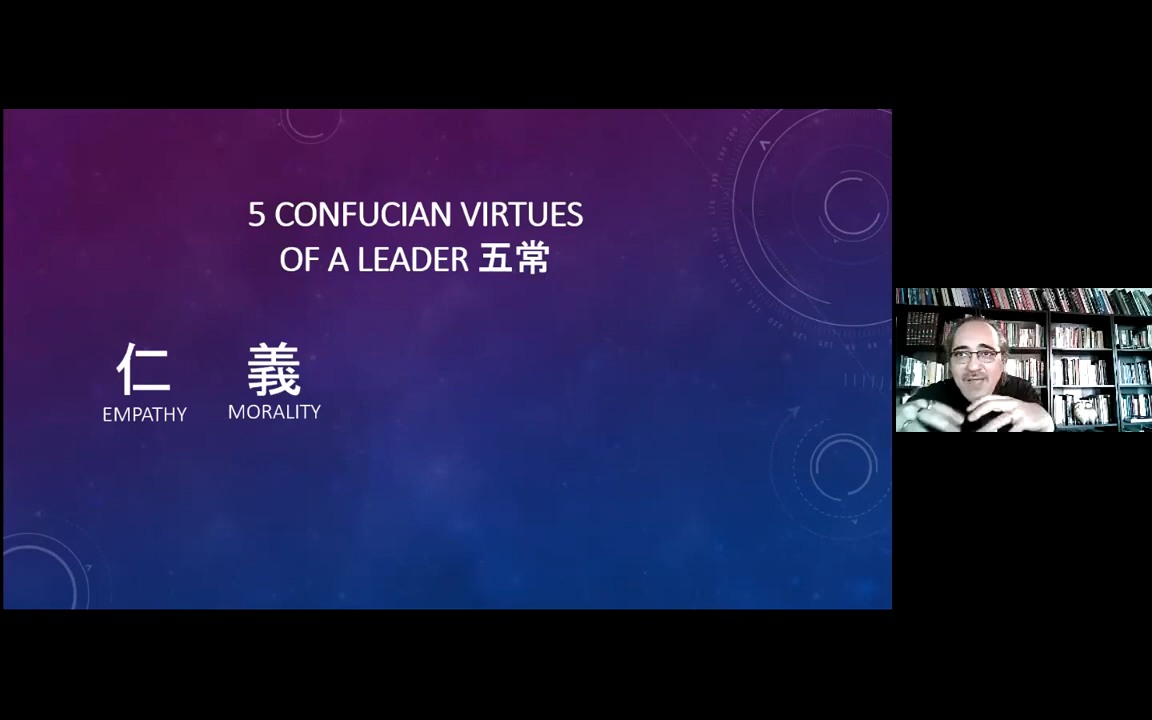 5 CONFUCIAN VIRTUES
OF A LEADER 五常
仁 義
EMPATHY MORALITY